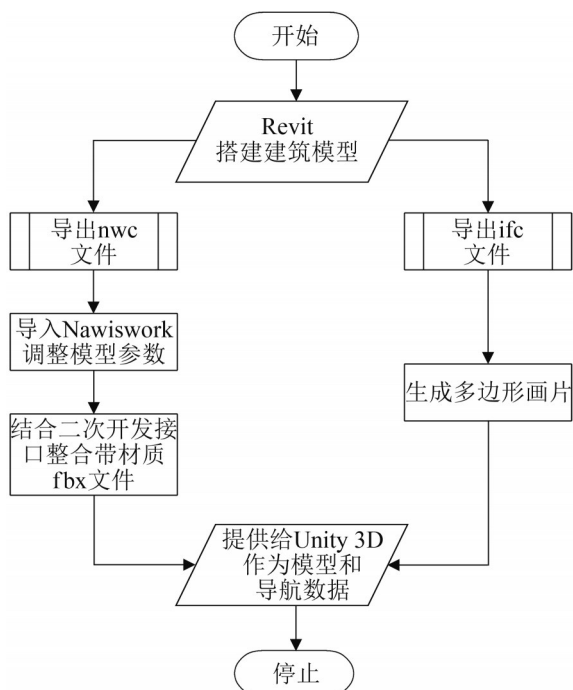 开始
Revit
搭建建筑模型
导出nwc
文件
导出ifc
文件
导入Nawiswork
调整模型参数
生成多边形画片
结合二次开发接
口整合带材质
fbx文件
提供给Unity 3D
作为模型和
导航数据
停止